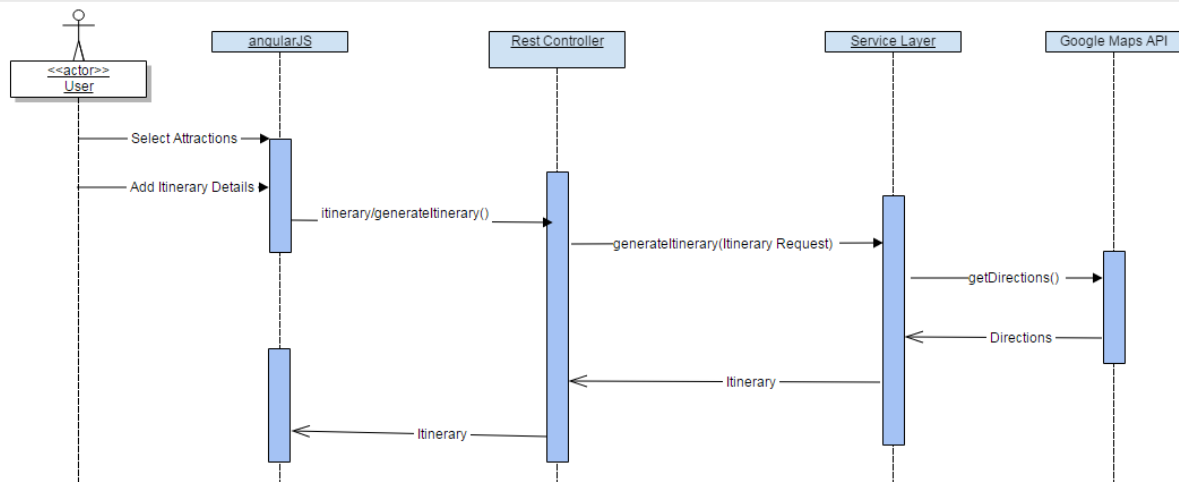 angularJS
Rest Controller
Service Layer
Google Maps API
<<actor>>
User
Select Attractions
Add Itinerary Details
itinerary/generateItinerary()
generateItinerary(Itinerary Request)
getDirections()
Directions
Itinerary
Itinerary